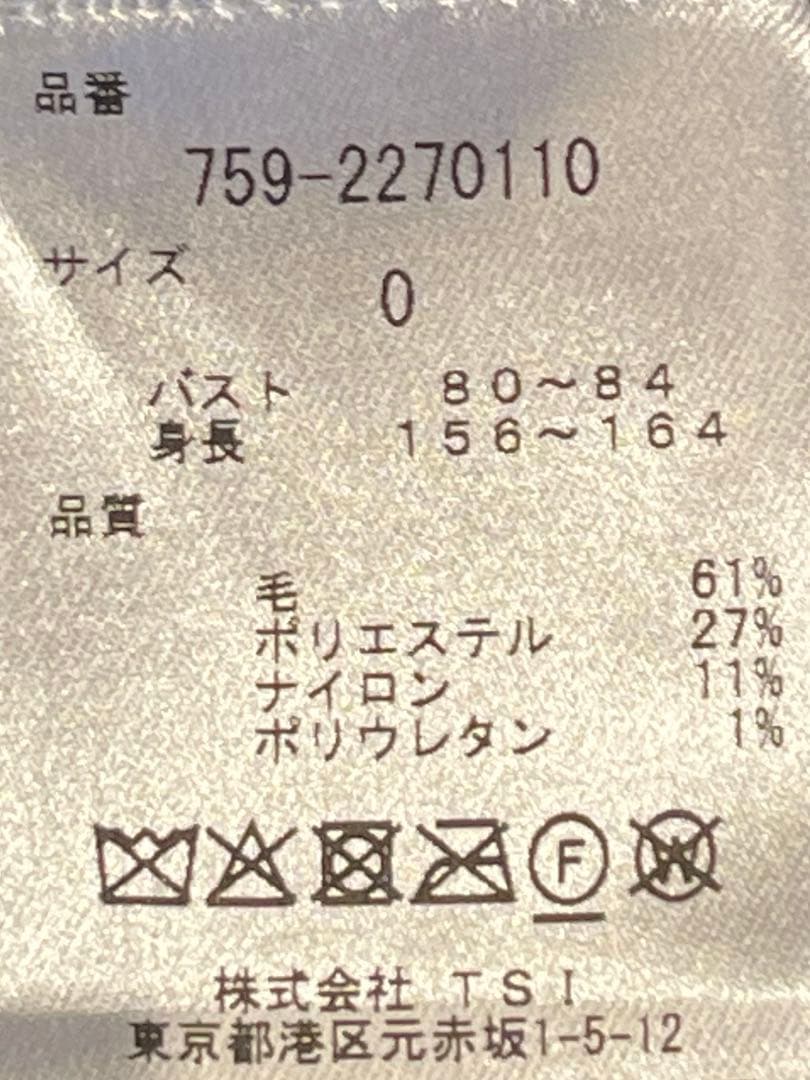 品番
759-2270110
サイズ
0
バスト 80〜84
身長 156〜164
品質
毛 61%
ポリエステル 27%
ナイロン 11%
ポリウレタン 1%
F W
株式会社 TSI
東京都港区元赤坂1-5-12